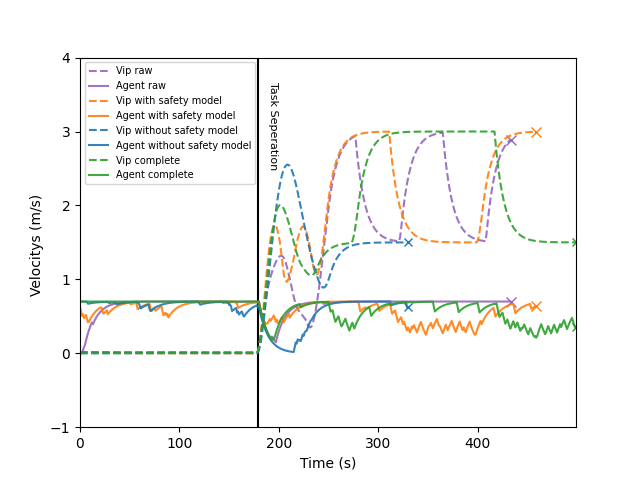 4
3
2
1
0
−1
Velocitys (m/s)
Vip raw
Agent raw
Vip with safety model
Agent with safety model
Vip without safety model
Agent without safety model
Vip complete
Agent complete
Task Seperation
0 100 200 300 400
Time (s)